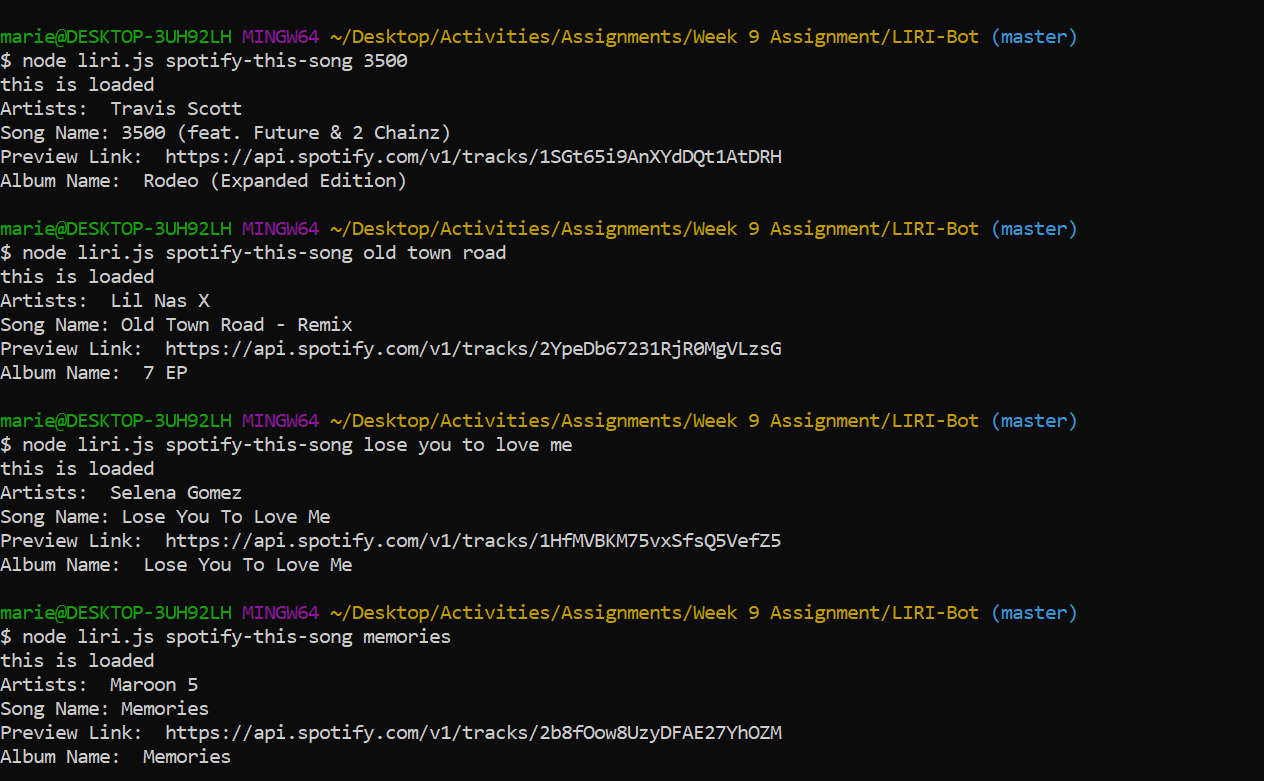 marie@DESKTOP-3UH92LH MINGW64 ~/Desktop/Activities/Assignments/Week 9 Assignment/LIRI-Bot (master)
$ node liri.js spotify-this-song 3500
this is loaded
Artists:  Travis Scott
Song Name: 3500 (feat. Future & 2 Chainz)
Preview Link:  https://api.spotify.com/v1/tracks/1SGt65i9AnXYdDQt1AtDRH
Album Name:  Rodeo (Expanded Edition)

marie@DESKTOP-3UH92LH MINGW64 ~/Desktop/Activities/Assignments/Week 9 Assignment/LIRI-Bot (master)
$ node liri.js spotify-this-song old town road
this is loaded
Artists:  Lil Nas X
Song Name: Old Town Road - Remix
Preview Link:  https://api.spotify.com/v1/tracks/2YpeDb67231RjR0MgVLzsG
Album Name:  7 EP

marie@DESKTOP-3UH92LH MINGW64 ~/Desktop/Activities/Assignments/Week 9 Assignment/LIRI-Bot (master)
$ node liri.js spotify-this-song lose you to love me
this is loaded
Artists:  Selena Gomez
Song Name: Lose You To Love Me
Preview Link:  https://api.spotify.com/v1/tracks/1HfMVBKM75vxSfsQ5VefZ5
Album Name:  Lose You To Love Me

marie@DESKTOP-3UH92LH MINGW64 ~/Desktop/Activities/Assignments/Week 9 Assignment/LIRI-Bot (master)
$ node liri.js spotify-this-song memories
this is loaded
Artists:  Maroon 5
Song Name: Memories
Preview Link:  https://api.spotify.com/v1/tracks/2b8fOow8UzyDFAE27YhOZM
Album Name:  Memories